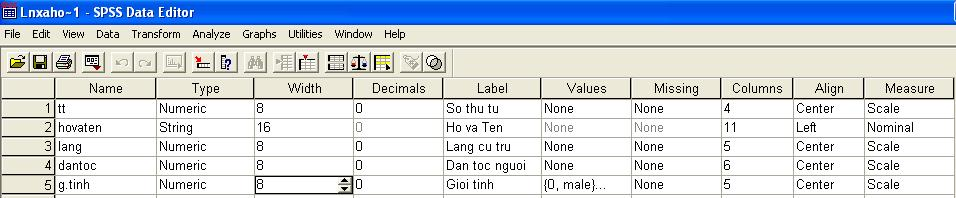 Lnxaho~1 - SPSS Data Editor
File Edit View Data Transform Analyze Graphs Utilities Window Help
Name Type Width Decimals Label Values Missing Columns Align Measure
1 tt Numeric 8 0 So thu tu None None 4 Center Scale
2 hovaten String 16 0 Ho va Ten None None 11 Left Nominal
3 lang Numeric 8 0 Lang cu tru None None 5 Center Scale
4 dantoc Numeric 8 0 Dan toc nguoi None None 6 Center Scale
5 g.tinh Numeric 8 0 Gioi tinh {0, male}... None 5 Center Scale